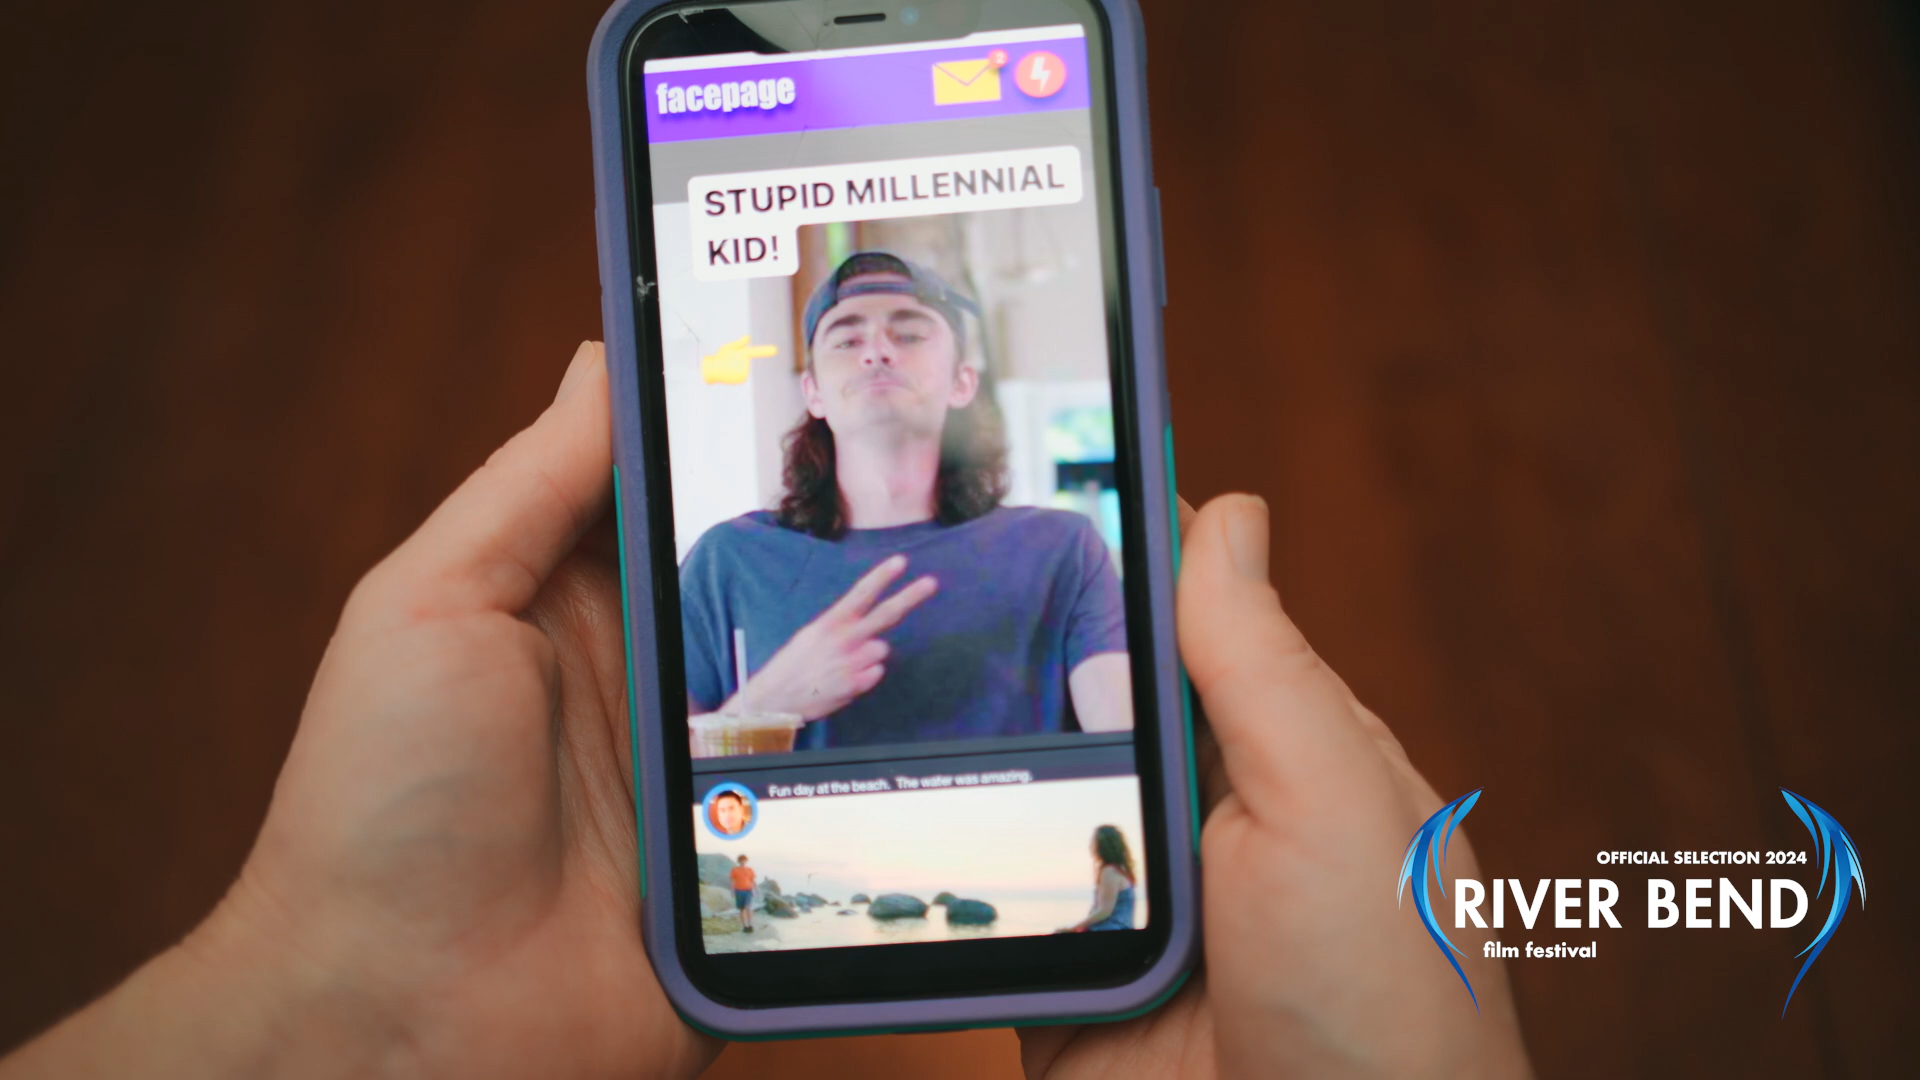 facepage
2
STUPID MILLENNIAL
KID!
Fun day at the beach. The water was amazing.
OFFICIAL SELECTION 2024
RIVER BEND
film festival